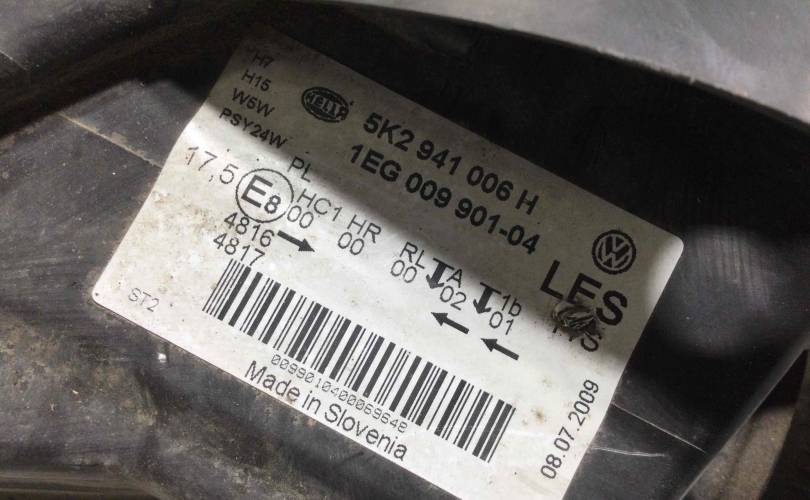 H7
H15
W5W
PSY24W
HELLA
5K2 941 006 H
1EG 009 901-04
VW
LES
17,5
E8
PL
HC1 HR RL A 1b
00 00 00 02 01
4816
4817
ST2
Made in Slovenia
08.07.2009